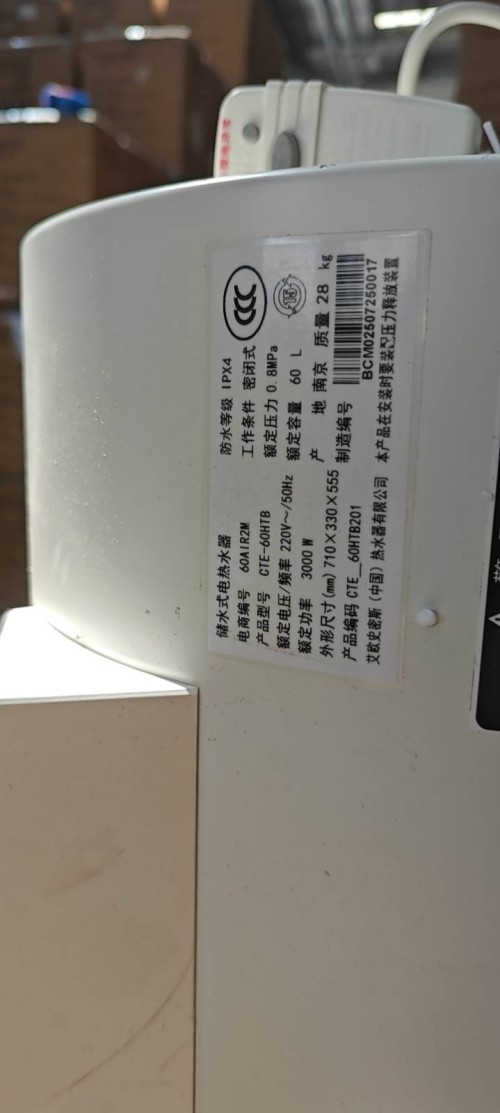 储水式电热水器
电商编号 60AIR2M 防水等级 IPX4
产品型号 CTE-60HTB 工作条件 密闭式
额定电压/频率 220V～/50Hz 额定压力 0.8MPa
额定功率 3000 W 额定容量 60 L
外形尺寸(mm) 710×330×555 产 地 南京 质量 28 kg
产品编码 CTE__60HTB201 制造编号
BCM02507250017
艾欧史密斯（中国）热水器有限公司 本产品在安装时要装配压力释放装置
CCC
15
警